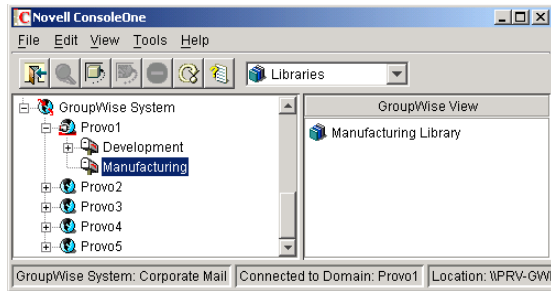 Novell ConsoleOne
File Edit View Tools Help
Libraries
GroupWise System
Provo1
Development
Manufacturing
Provo2
Provo3
Provo4
Provo5
GroupWise View
Manufacturing Library
GroupWise System: Corporate Mail Connected to Domain: Provo1 Location: \\PRV-GW